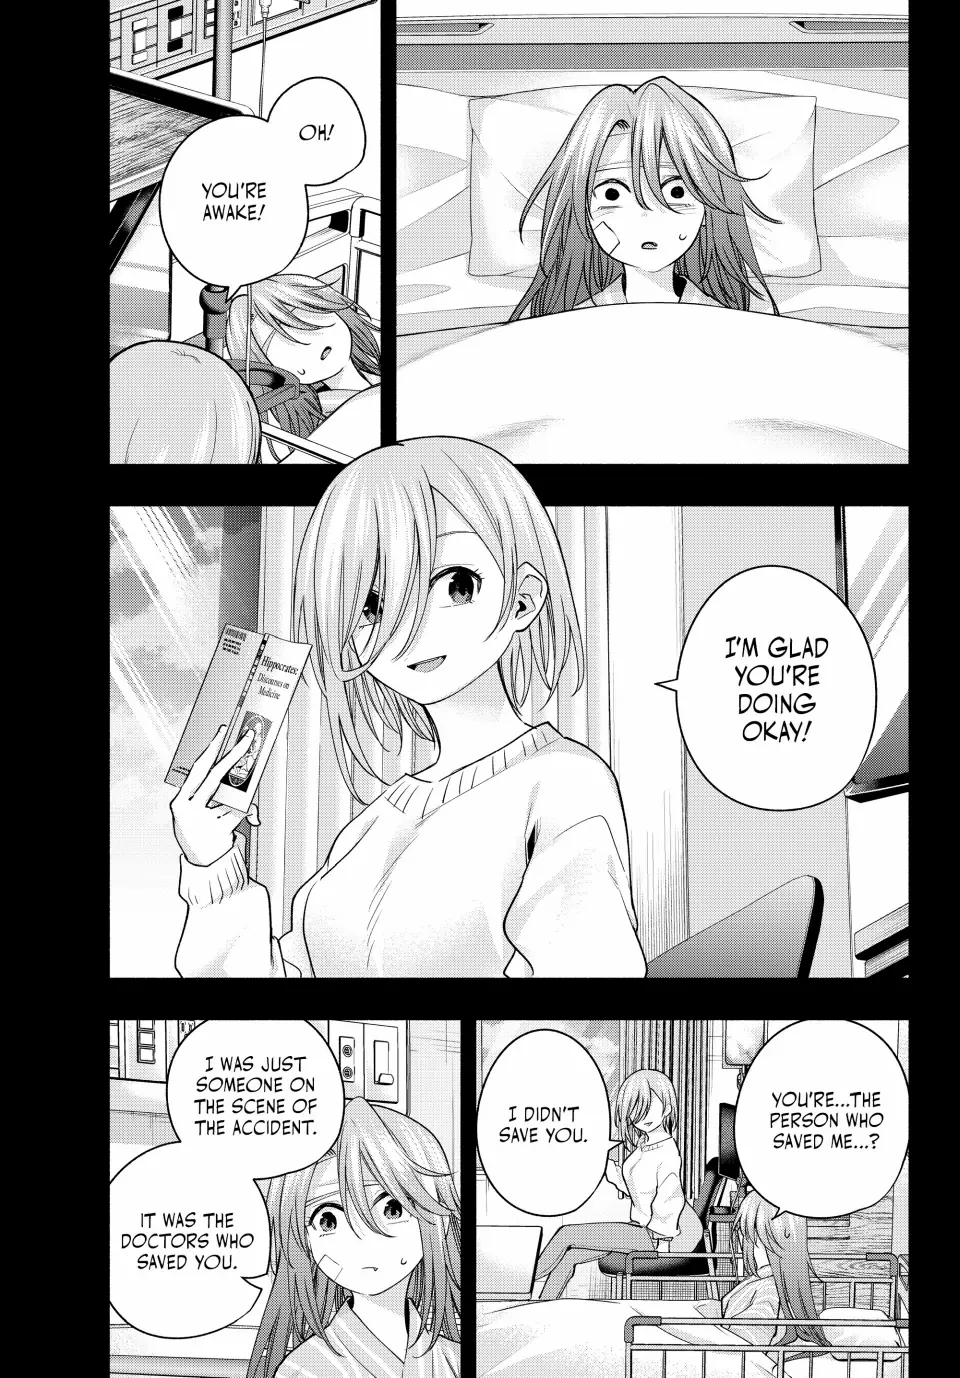 OH!
YOU'RE
AWAKE!
I'M GLAD
YOU'RE
DOING
OKAY!
Hippocrates:
Discourses on
Medicine
YOU'RE...THE
PERSON WHO
SAVED ME...?
I DIDN'T
SAVE YOU.
I WAS JUST
SOMEONE ON
THE SCENE OF
THE ACCIDENT.
IT WAS THE
DOCTORS WHO
SAVED YOU.